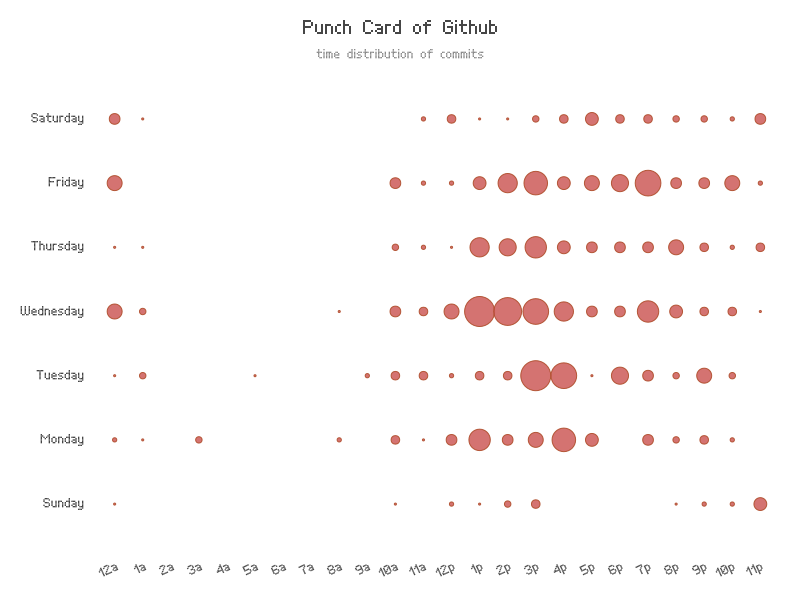 Punch Card of Github
time distribution of commits
Saturday
Friday
Thursday
Wednesday
Tuesday
Monday
Sunday
12a 1a 2a 3a 4a 5a 6a 7a 8a 9a 10a 11a 12p 1p 2p 3p 4p 5p 6p 7p 8p 9p 10p 11p